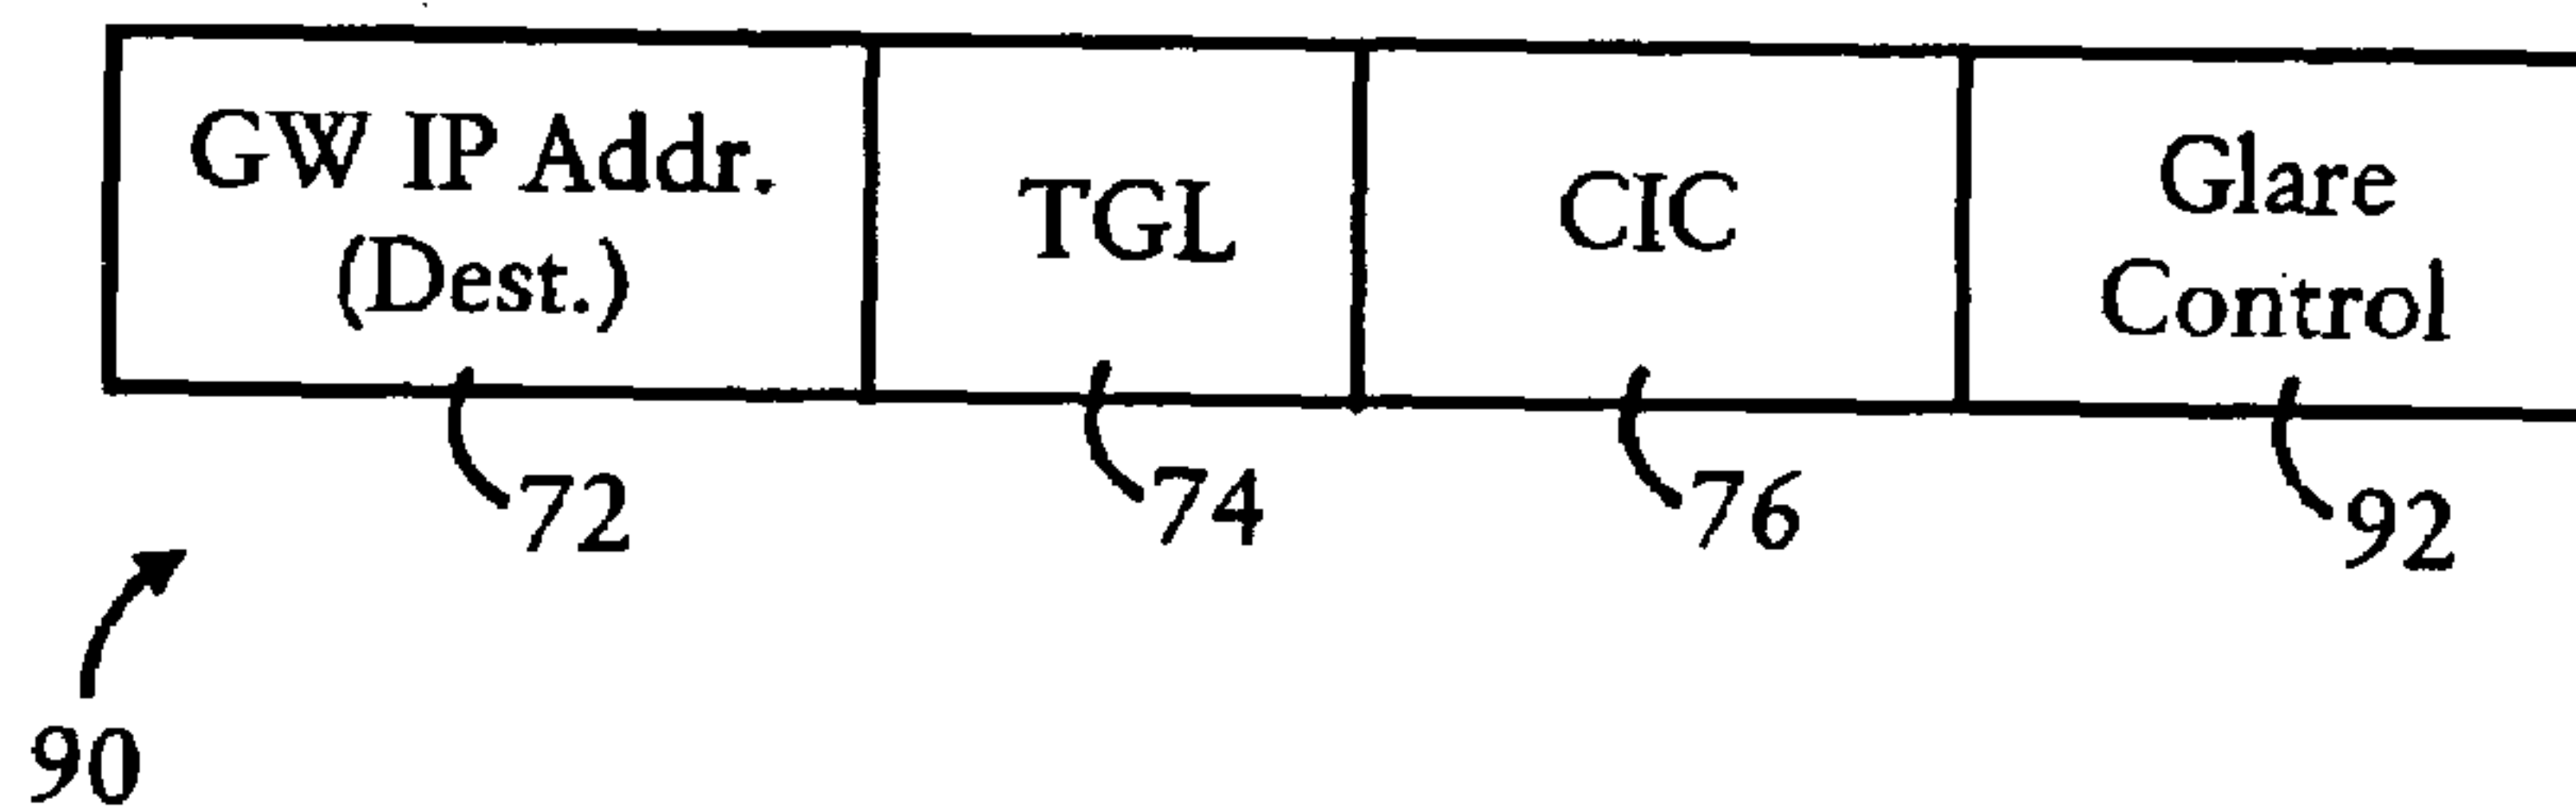 GW IP Addr.
(Dest.)
TGL
CIC
Glare
Control
72
74
76
92
90